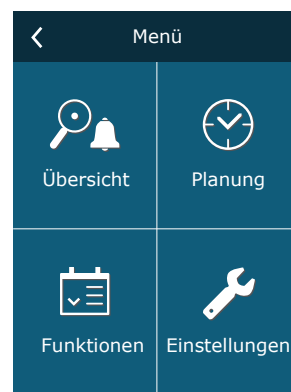 Menü
Übersicht
Planung
Funktionen
Einstellungen